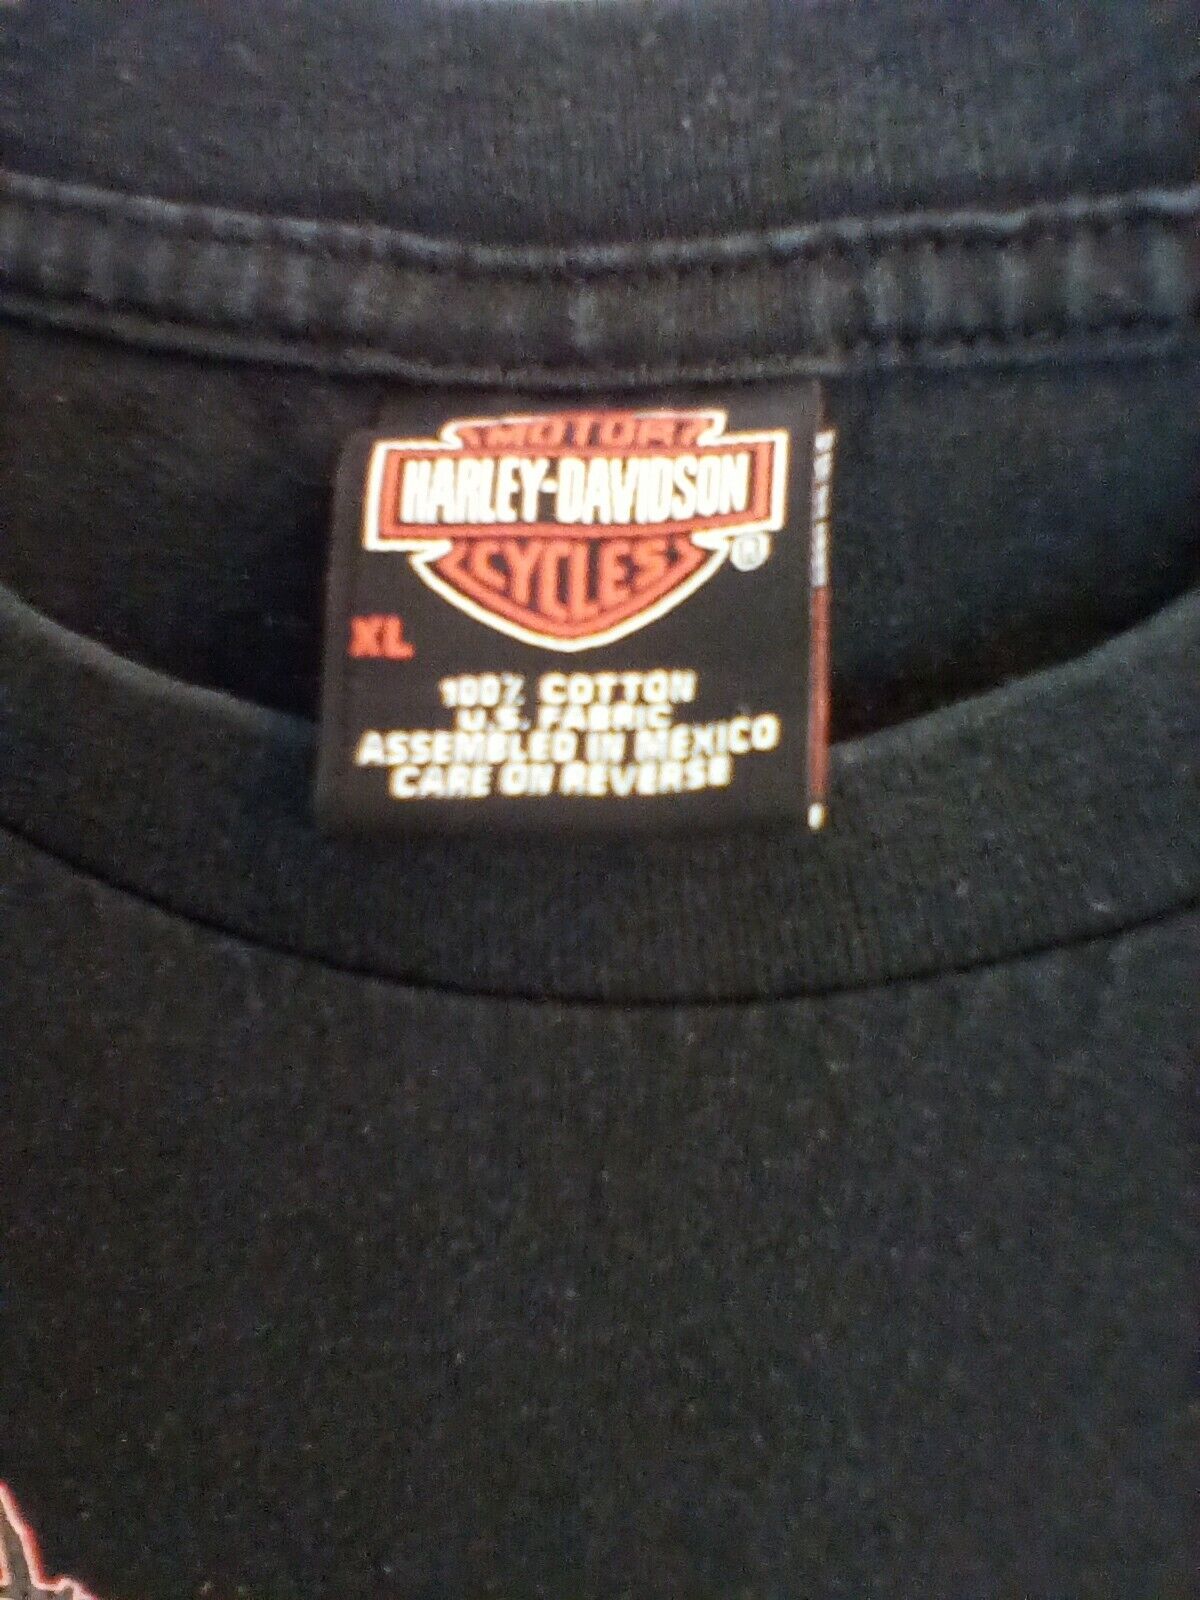 MOTOR
HARLEY-DAVIDSON
CYCLES
®
XL
100% COTTON
U.S. FABRIC
ASSEMBLED IN MEXICO
CARE ON REVERSE